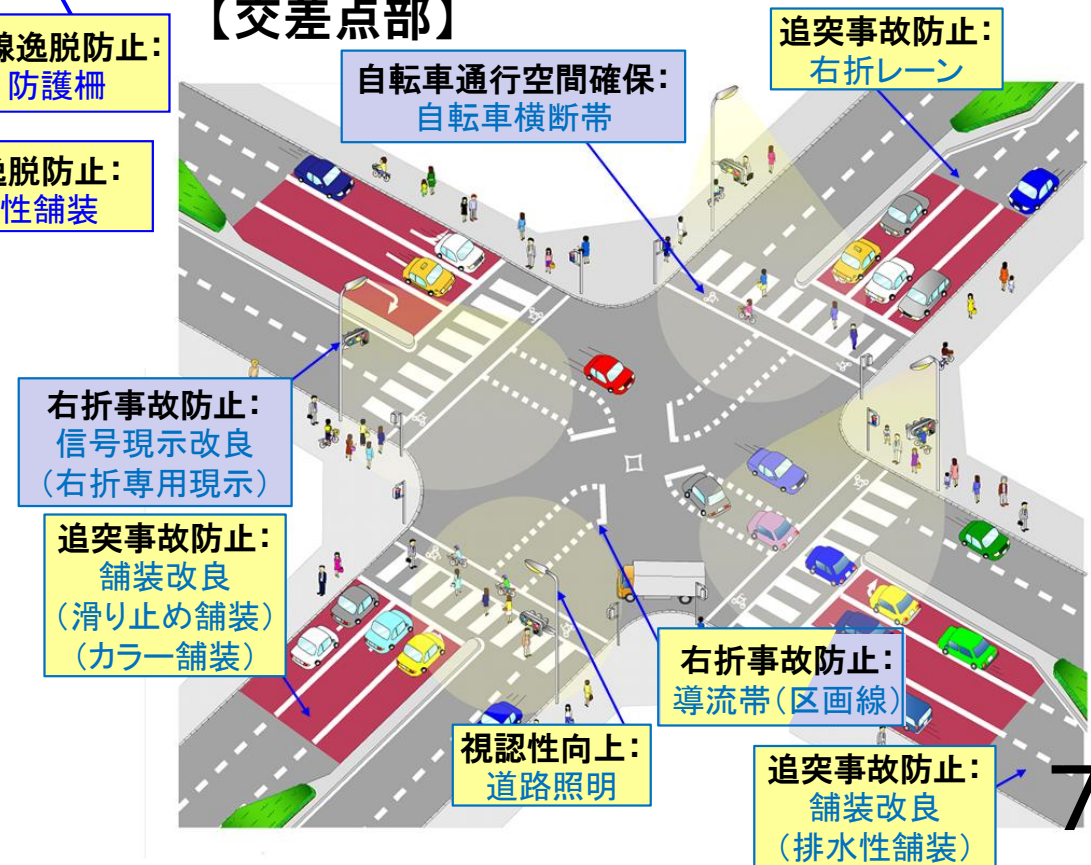 【交差点部】
線逸脱防止:
防護柵
逸脱防止:
性舗装
自転車通行空間確保:
自転車横断帯
追突事故防止:
右折レーン
右折事故防止:
信号現示改良
(右折専用現示)
追突事故防止:
舗装改良
(滑り止め舗装)
(カラー舗装)
右折事故防止:
導流帯(区画線)
視認性向上:
道路照明
追突事故防止:
舗装改良
(排水性舗装)
7